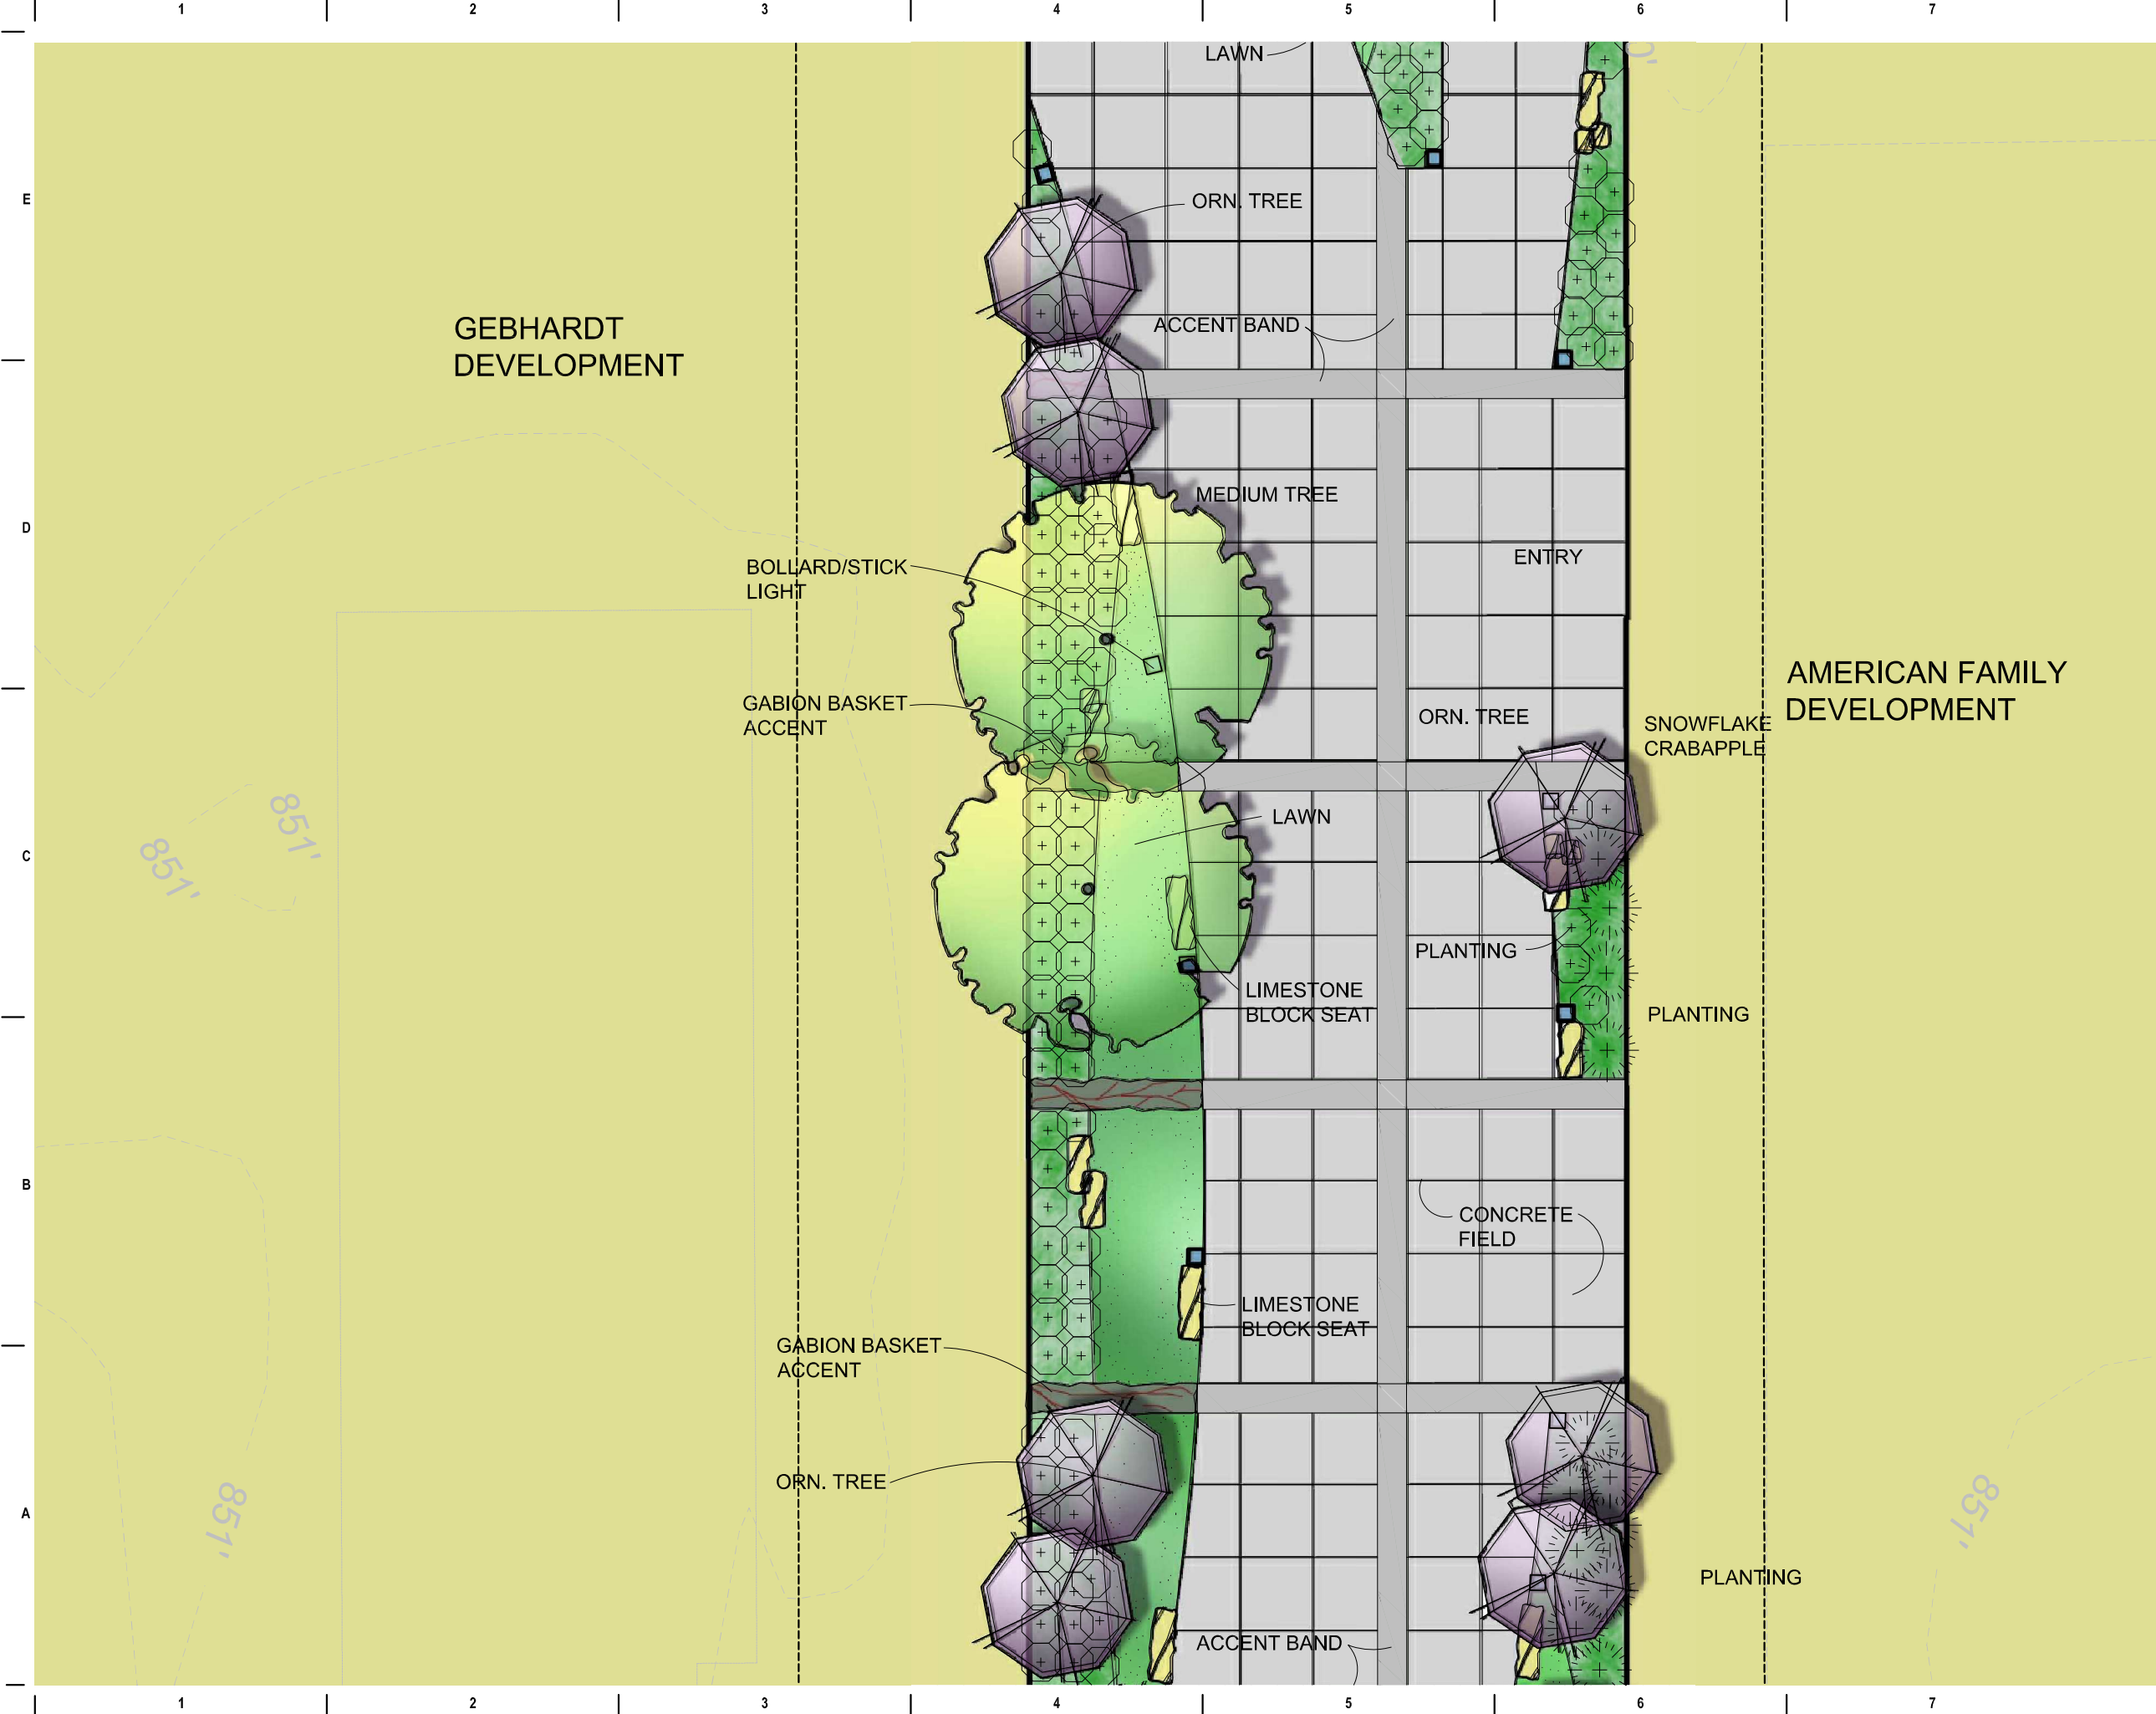 1 2 3 4 5 6 7
LAWN
0'
E
ORN. TREE
GEBHARDT
DEVELOPMENT
ACCENT BAND
MEDIUM TREE
D
BOLLARD/STICK
LIGHT
ENTRY
AMERICAN FAMILY
DEVELOPMENT
GABION BASKET
ACCENT
ORN. TREE
SNOWFLAKE
CRABAPPLE
851'
851'
LAWN
C
PLANTING
LIMESTONE
BLOCK SEAT
PLANTING
B
CONCRETE
FIELD
LIMESTONE
BLOCK SEAT
GABION BASKET
ACCENT
ORN. TREE
851'
851'
A
PLANTING
ACCENT BAND
1 2 3 4 5 6 7